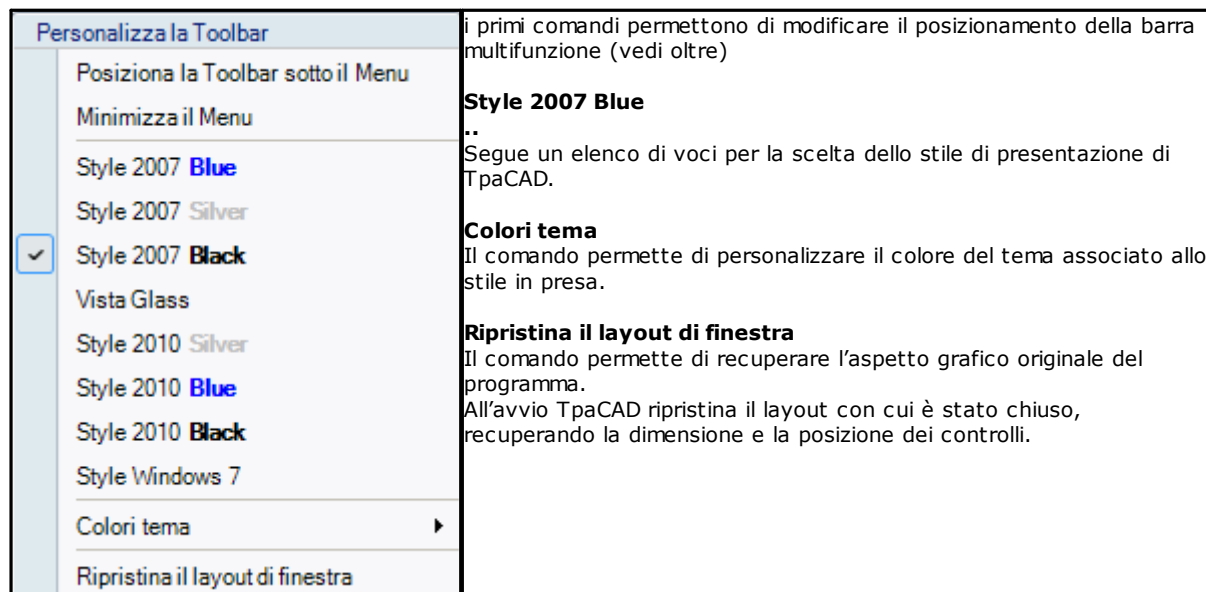 Personalizza la Toolbar
Posiziona la Toolbar sotto il Menu
Minimizza il Menu
Style 2007 Blue
Style 2007 Silver
Style 2007 Black
Vista Glass
Style 2010 Silver
Style 2010 Blue
Style 2010 Black
Style Windows 7
Colori tema
Ripristina il layout di finestra
i primi comandi permettono di modificare il posizionamento della barra
multifunzione (vedi oltre)
Style 2007 Blue
..
Segue un elenco di voci per la scelta dello stile di presentazione di
TpaCAD.
Colori tema
Il comando permette di personalizzare il colore del tema associato allo
stile in presa.
Ripristina il layout di finestra
Il comando permette di recuperare l’aspetto grafico originale del
programma.
All’avvio TpaCAD ripristina il layout con cui è stato chiuso,
recuperando la dimensione e la posizione dei controlli.